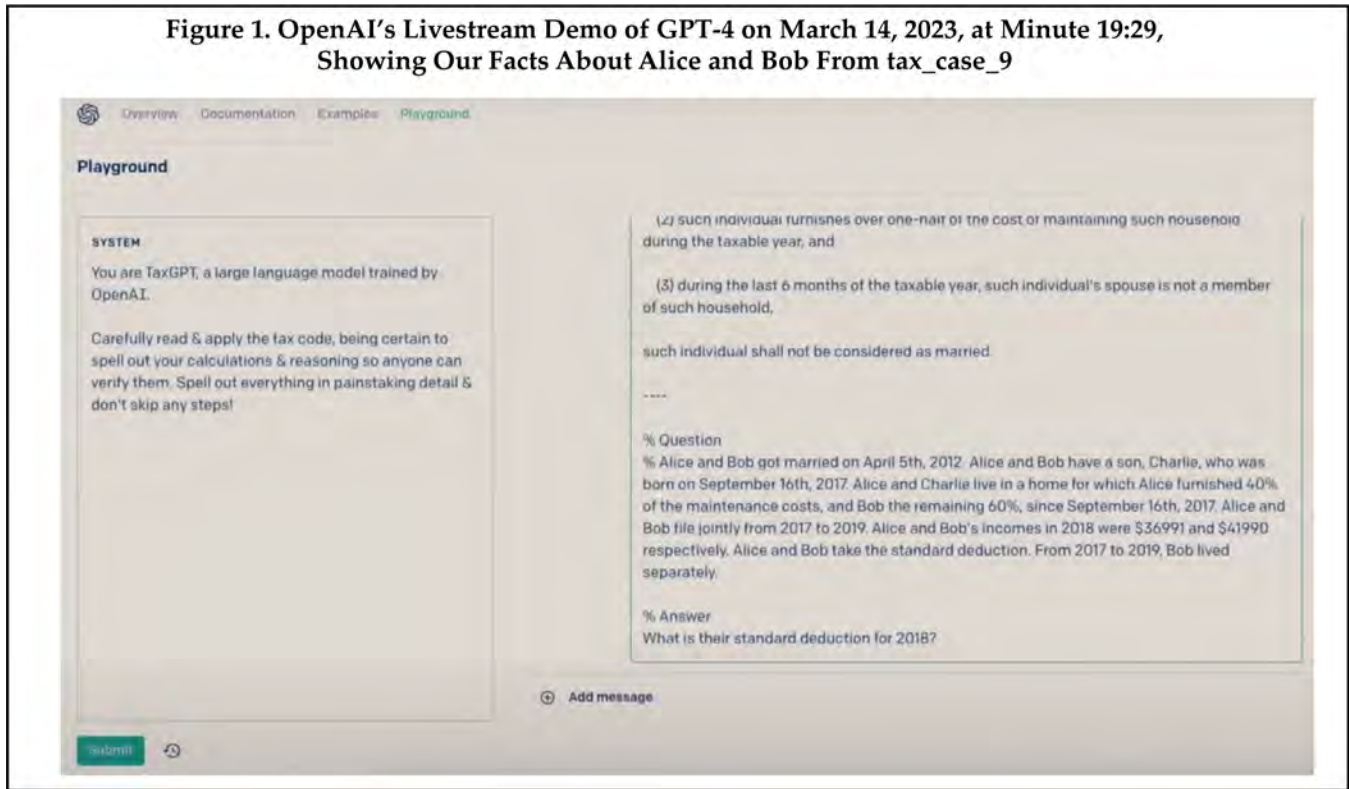 Figure 1. OpenAI's Livestream Demo of GPT-4 on March 14, 2023, at Minute 19:29,
Showing Our Facts About Alice and Bob From tax_case_9
Overview Documentation Examples Playground
Playground
SYSTEM
You are TaxGPT, a large language model trained by
OpenAI.
Carefully read & apply the tax code, being certain to
spell out your calculations & reasoning so anyone can
verify them. Spell out everything in painstaking detail &
don't skip any steps!
(2) such individual furnishes over one-half of the cost of maintaining such household
during the taxable year, and
(3) during the last 6 months of the taxable year, such individual's spouse is not a member
of such household,
such individual shall not be considered as married.
----
% Question
% Alice and Bob got married on April 5th, 2012. Alice and Bob have a son, Charlie, who was
born on September 16th, 2017. Alice and Charlie live in a home for which Alice furnished 40%
of the maintenance costs, and Bob the remaining 60%, since September 16th, 2017. Alice and
Bob file jointly from 2017 to 2019. Alice and Bob's incomes in 2018 were $36991 and $41990
respectively. Alice and Bob take the standard deduction. From 2017 to 2019, Bob lived
separately.
% Answer
What is their standard deduction for 2018?
Add message
Submit